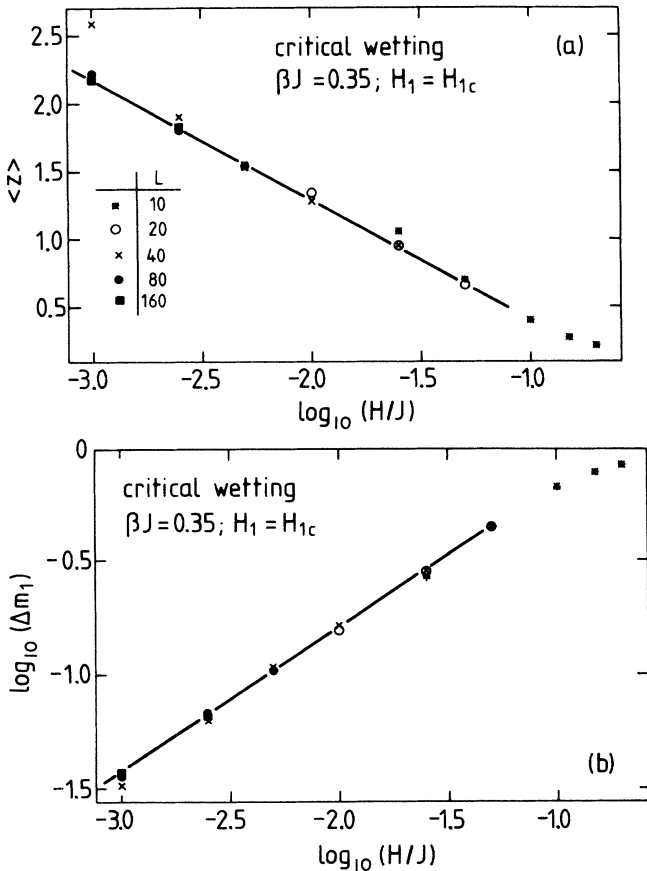 2.5
2.0
1.5
1.0
0.5
<z>
critical wetting
(a)
βJ = 0.35 ; H₁ = H₁c
L
10
20
40
80
160
−3.0 −2.5 −2.0 −1.5 −1.0
log₁₀ (H/J)
0
−0.5
−1.0
−1.5
log₁₀ (Δm₁)
critical wetting
βJ = 0.35 ; H₁ = H₁c
(b)
−3.0 −2.5 −2.0 −1.5 −1.0
log₁₀ (H/J)